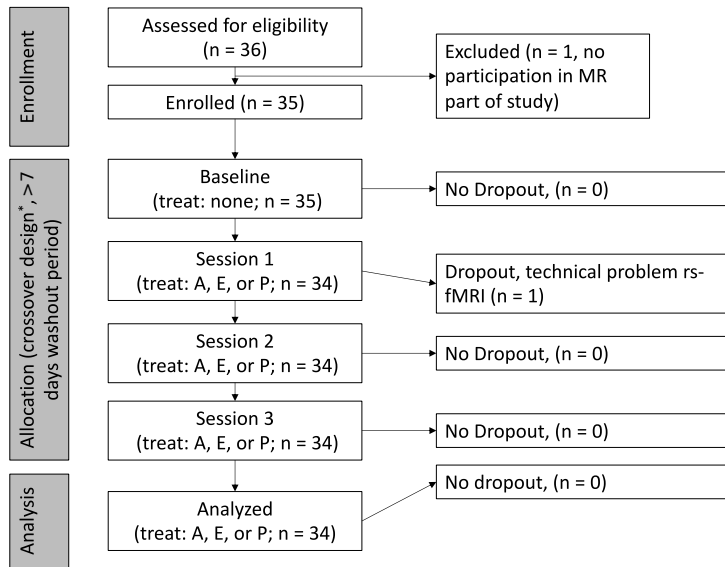 Enrollment
Assessed for eligibility
(n = 36)
Excluded (n = 1, no
participation in MR
part of study)
Enrolled (n = 35)
Allocation (crossover design*, >7
days washout period)
Baseline
(treat: none; n = 35)
No Dropout, (n = 0)
Session 1
(treat: A, E, or P; n = 34)
Dropout, technical problem rs-
fMRI (n = 1)
Session 2
(treat: A, E, or P; n = 34)
No Dropout, (n = 0)
Session 3
(treat: A, E, or P; n = 34)
No Dropout, (n = 0)
Analysis
Analyzed
(treat: A, E, or P; n = 34)
No dropout, (n = 0)